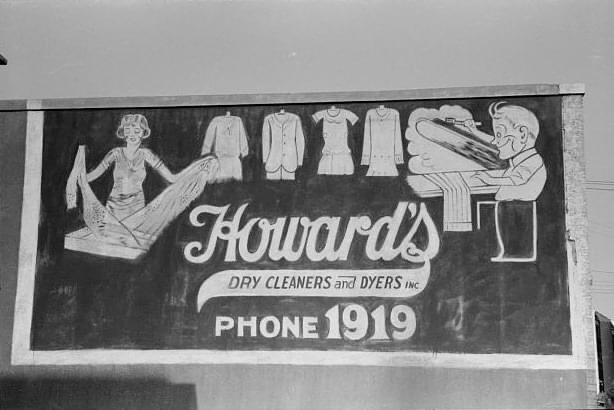 Howard's
DRY CLEANERS and DYERS INC
PHONE 1919